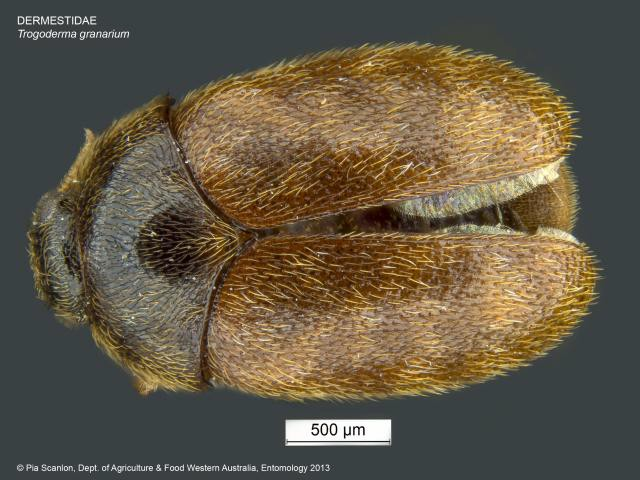 DERMESTIDAE
Trogoderma granarium
500 µm
© Pia Scanlon, Dept. of Agriculture & Food Western Australia, Entomology 2013